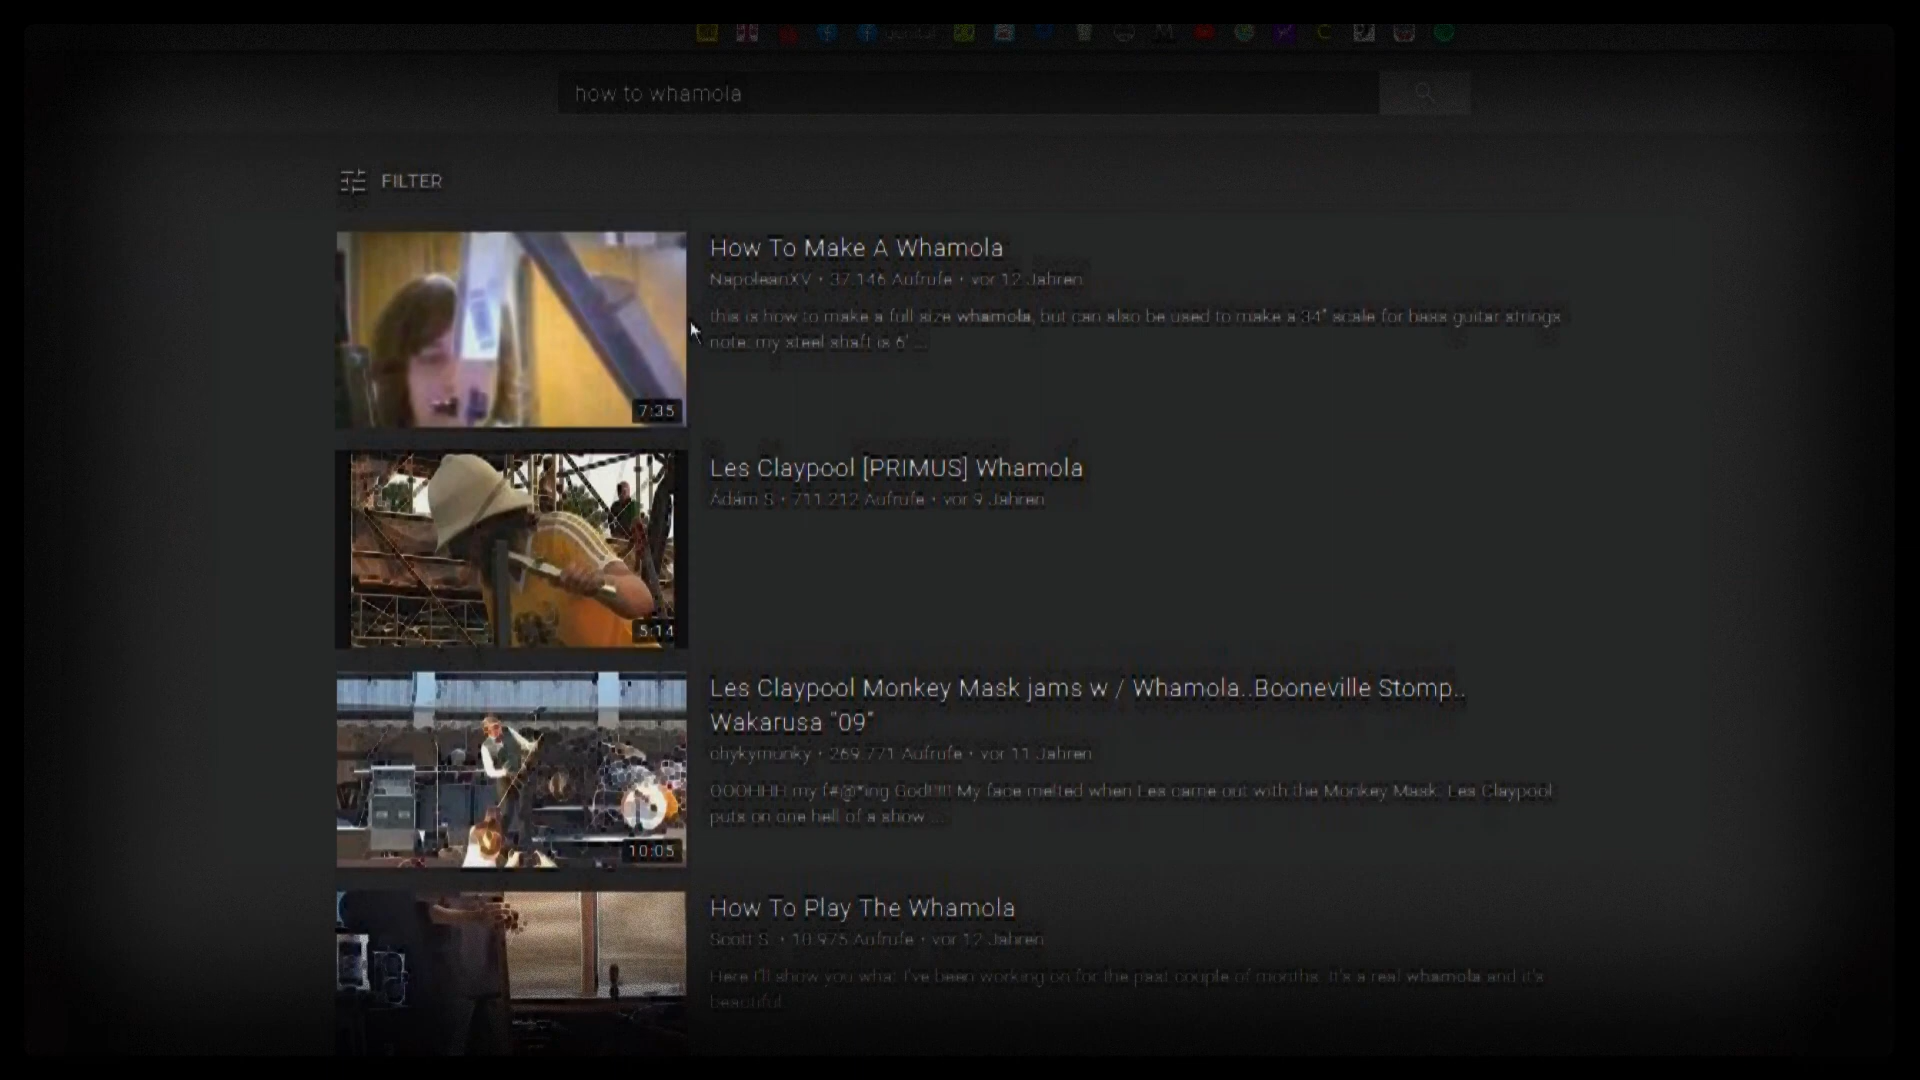 how to whamola
FILTER
How To Make A Whamola
NapoleanXV • 37.146 Aufrufe • vor 12 Jahren
this is how to make a full size whamola, but can also be used to make a 34" scale for bass guitar strings
note: my steel shaft is 6' ...
7:35
Les Claypool [PRIMUS] Whamola
Ádám S • 711.212 Aufrufe • vor 9 Jahren
5:14
Les Claypool Monkey Mask jams w / Whamola..Booneville Stomp..
Wakarusa "09"
ohykymunky • 269.771 Aufrufe • vor 11 Jahren
OOOHHH my f#@*ing God!!!!! My face melted when Les came out with the Monkey Mask. Les Claypool
puts on one hell of a show ...
10:05
How To Play The Whamola
Scott S. • 10.975 Aufrufe • vor 12 Jahren
Here I'll show you what I've been working on for the past couple of months. It's a real whamola and it's
beautiful.